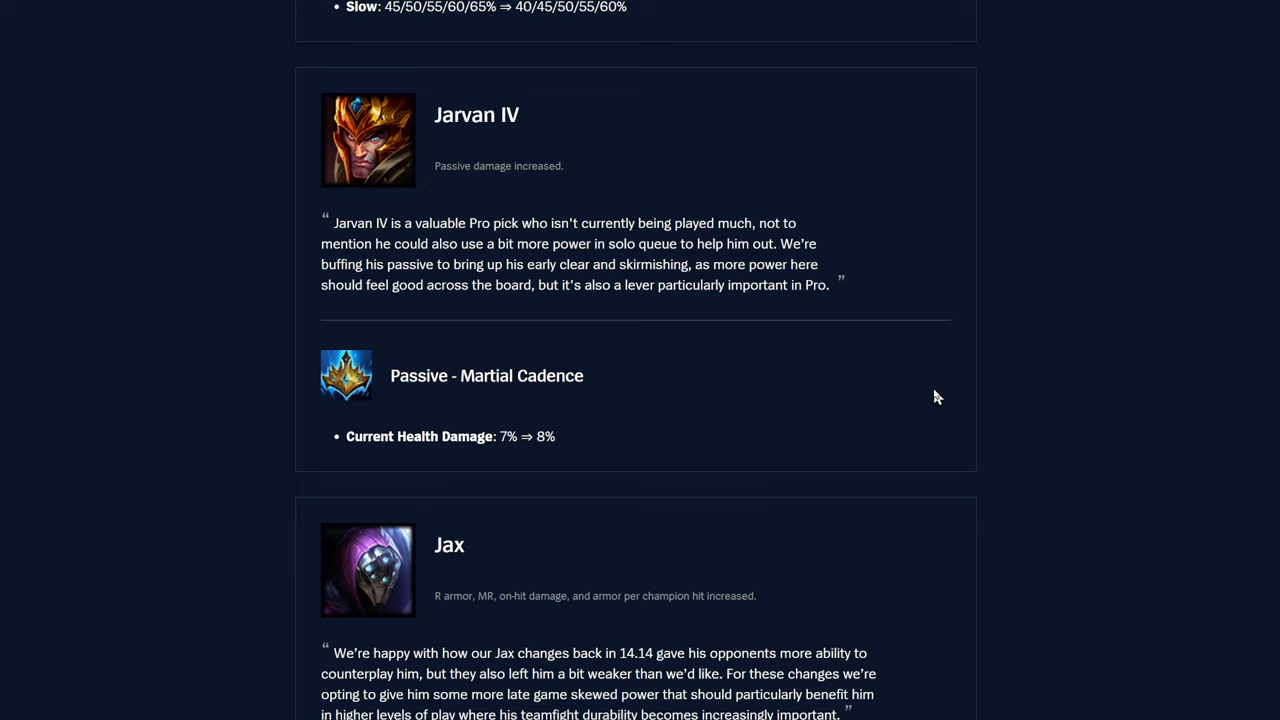 • Slow: 45/50/55/60/65% ⇒ 40/45/50/55/60%
Jarvan IV
Passive damage increased.
“ Jarvan IV is a valuable Pro pick who isn't currently being played much, not to
mention he could also use a bit more power in solo queue to help him out. We’re
buffing his passive to bring up his early clear and skirmishing, as more power here
should feel good across the board, but it's also a lever particularly important in Pro. ”
Passive - Martial Cadence
• Current Health Damage: 7% ⇒ 8%
Jax
R armor, MR, on-hit damage, and armor per champion hit increased.
“ We’re happy with how our Jax changes back in 14.14 gave his opponents more ability to
counterplay him, but they also left him a bit weaker than we’d like. For these changes we’re
opting to give him some more late game skewed power that should particularly benefit him
in higher levels of play where his teamfight durability becomes increasingly important. ”